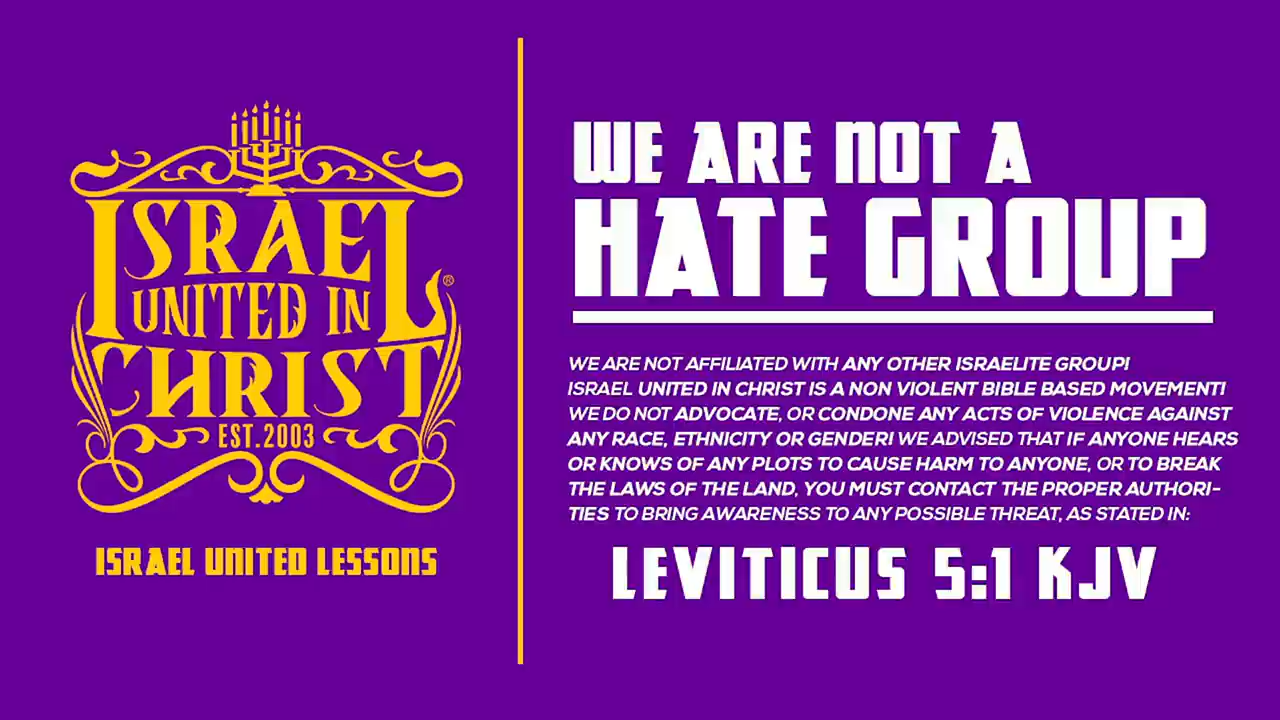 ISRAEL
UNITED IN
CHRIST
®
EST.2003
ISRAEL UNITED LESSONS
WE ARE NOT A
HATE GROUP
WE ARE NOT AFFILIATED WITH ANY OTHER ISRAELITE GROUP!
ISRAEL UNITED IN CHRIST IS A NON VIOLENT BIBLE BASED MOVEMENT!
WE DO NOT ADVOCATE, OR CONDONE ANY ACTS OF VIOLENCE AGAINST
ANY RACE, ETHNICITY OR GENDER! WE ADVISED THAT IF ANYONE HEARS
OR KNOWS OF ANY PLOTS TO CAUSE HARM TO ANYONE, OR TO BREAK
THE LAWS OF THE LAND, YOU MUST CONTACT THE PROPER AUTHORI-
TIES TO BRING AWARENESS TO ANY POSSIBLE THREAT, AS STATED IN:
LEVITICUS 5:1 KJV